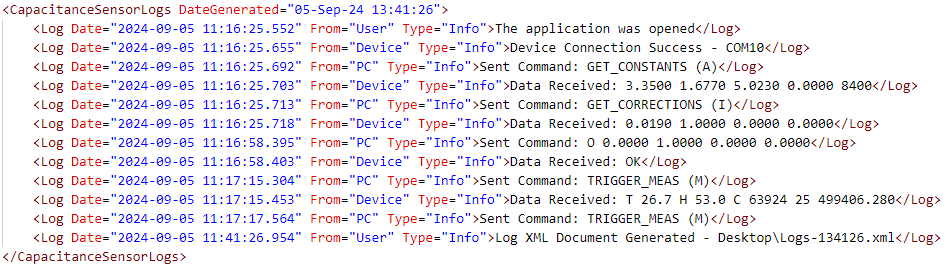 <CapacitanceSensorLogs DateGenerated="05-Sep-24 13:41:26">
<Log Date="2024-09-05 11:16:25.552" From="User" Type="Info">The application was opened</Log>
<Log Date="2024-09-05 11:16:25.655" From="Device" Type="Info">Device Connection Success - COM10</Log>
<Log Date="2024-09-05 11:16:25.692" From="PC" Type="Info">Sent Command: GET_CONSTANTS (A)</Log>
<Log Date="2024-09-05 11:16:25.703" From="Device" Type="Info">Data Received: 3.3500 1.6770 5.0230 0.0000 8400</Log>
<Log Date="2024-09-05 11:16:25.713" From="PC" Type="Info">Sent Command: GET_CORRECTIONS (I)</Log>
<Log Date="2024-09-05 11:16:25.718" From="Device" Type="Info">Data Received: 0.0190 1.0000 0.0000 0.0000</Log>
<Log Date="2024-09-05 11:16:58.395" From="PC" Type="Info">Sent Command: O 0.0000 1.0000 0.0000 0.0000</Log>
<Log Date="2024-09-05 11:16:58.403" From="Device" Type="Info">Data Received: OK</Log>
<Log Date="2024-09-05 11:17:15.304" From="PC" Type="Info">Sent Command: TRIGGER_MEAS (M)</Log>
<Log Date="2024-09-05 11:17:15.453" From="Device" Type="Info">Data Received: T 26.7 H 53.0 C 63924 25 499406.280</Log>
<Log Date="2024-09-05 11:17:17.564" From="PC" Type="Info">Sent Command: TRIGGER_MEAS (M)</Log>
<Log Date="2024-09-05 11:41:26.954" From="User" Type="Info">Log XML Document Generated - Desktop\Logs-134126.xml</Log>
</CapacitanceSensorLogs>